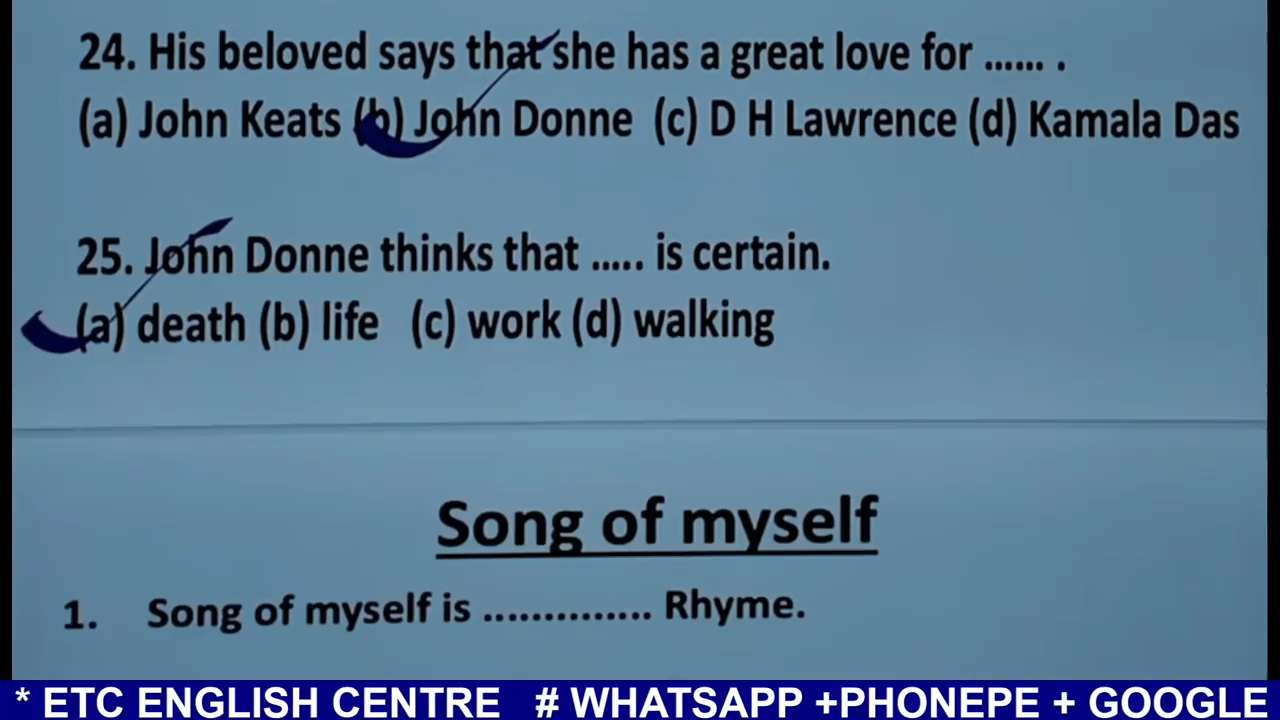 24. His beloved says that she has a great love for ...... .
(a) John Keats (b) John Donne (c) D H Lawrence (d) Kamala Das
25. John Donne thinks that ..... is certain.
(a) death (b) life (c) work (d) walking
Song of myself
1. Song of myself is .............. Rhyme.
* ETC ENGLISH CENTRE # WHATSAPP +PHONEPE + GOOGLE